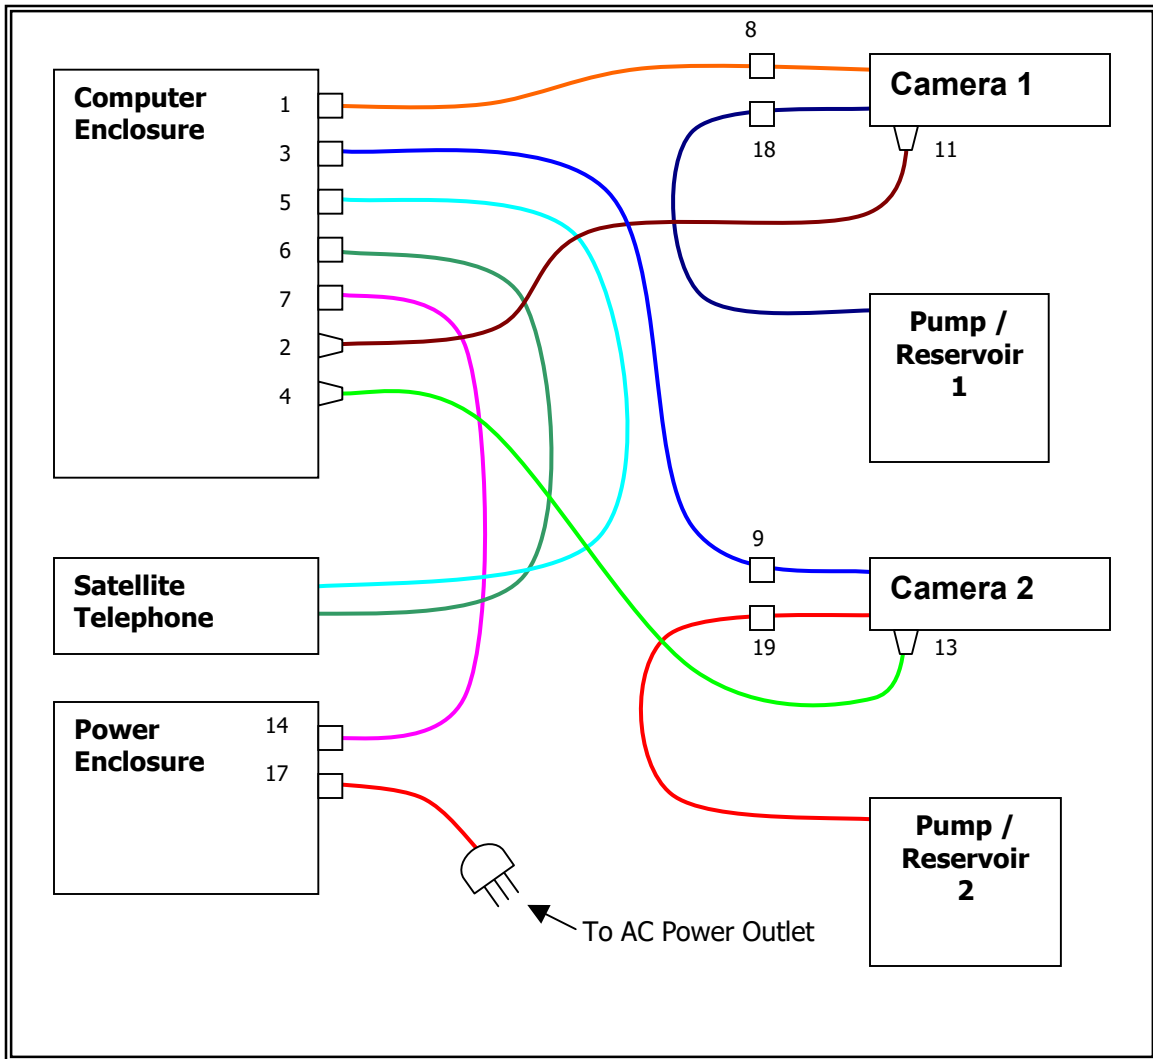 8
Camera 1
Computer
Enclosure
1
18
11
3
5
6
7
2
4
Pump /
Reservoir
1
9
Camera 2
Satellite
Telephone
19
13
Power
Enclosure
14
17
Pump /
Reservoir
2
To AC Power Outlet